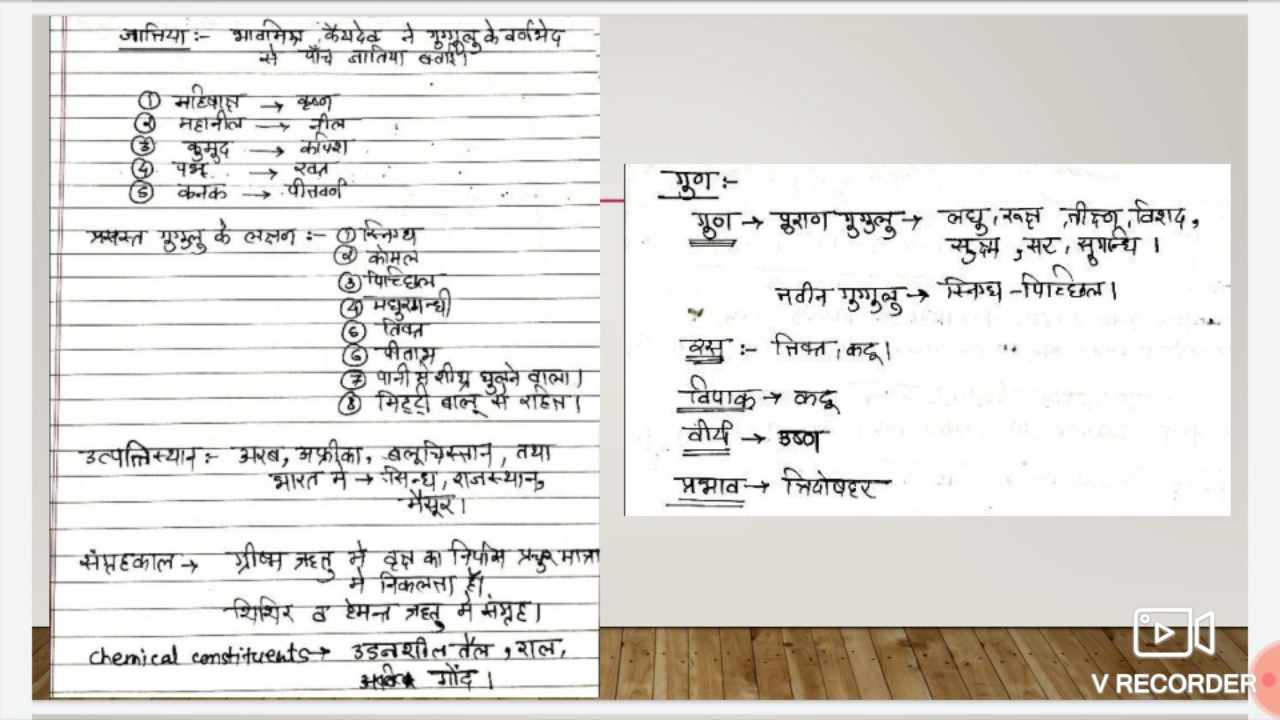 जातिया :- भावमिश्र, कैयदेव ने गुग्गुलु के वर्णभेद
से पाँच जातिया बताई।
① महिषाक्ष → कृष्ण
② महानील → नील
③ कुमुद → कपिश
④ पद्म → रक्त
⑤ कनक → पीतवर्ण
प्रशस्त गुग्गुलु के लक्षण :- ① स्निग्ध
② कोमल
③ पिच्छिल
④ मधुरगन्धी
⑤ तिक्त
⑥ पीताभ
⑦ पानी मे शीघ्र घुलने वाला।
⑧ मिट्टी बालू से रहित।
उत्पत्तिस्थान :- अरब, अफ्रीका, बलूचिस्तान, तथा
भारत मे → सिन्ध, राजस्थान,
मैसूर।
संग्रहकाल → ग्रीष्म ऋतु मे वृक्ष का निर्यास प्रचुर मात्रा
मे निकलता है।
शिशिर व हेमन्त ऋतु मे संग्रह।
Chemical constituents → उडनशील तैल, राल,
गोंद।
गुण :-
गुण → पुराण गुग्गुलु → लघु, रूक्ष, तीक्ष्ण, विशद,
सुक्ष्म, सर, सुगन्धि।
नवीन गुग्गुलु → स्निग्ध - पिच्छिल।
रस :- तिक्त, कटु।
विपाक → कटु
वीर्य → उष्ण
प्रभाव → त्रिदोषहर
V RECORDER